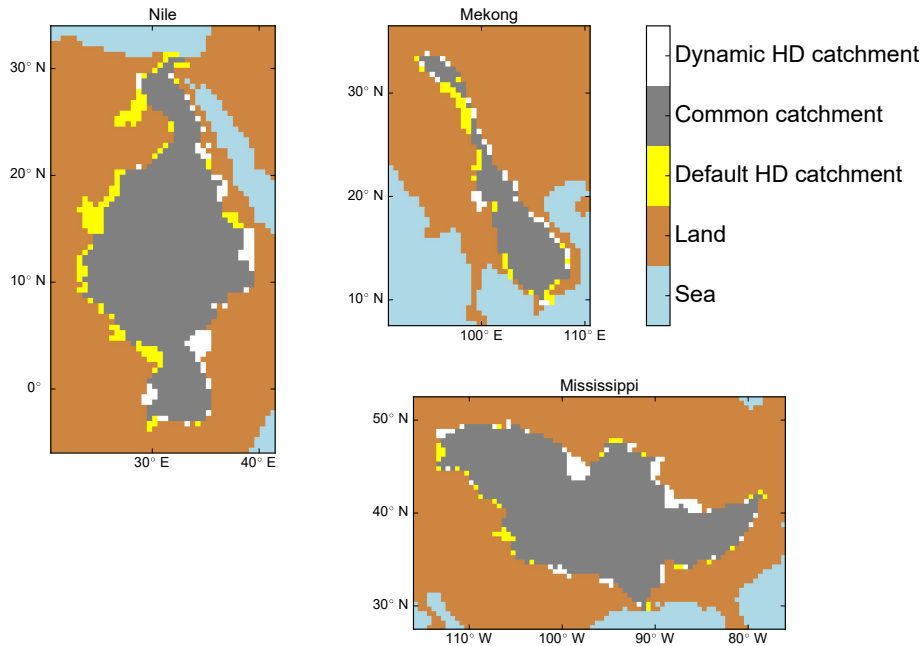 Nile
30° N
20° N
10° N
0°
30° E
40° E
Mekong
30° N
20° N
10° N
100° E
110° E
Dynamic HD catchment
Common catchment
Default HD catchment
Land
Sea
Mississippi
50° N
40° N
30° N
110° W
100° W
90° W
80° W